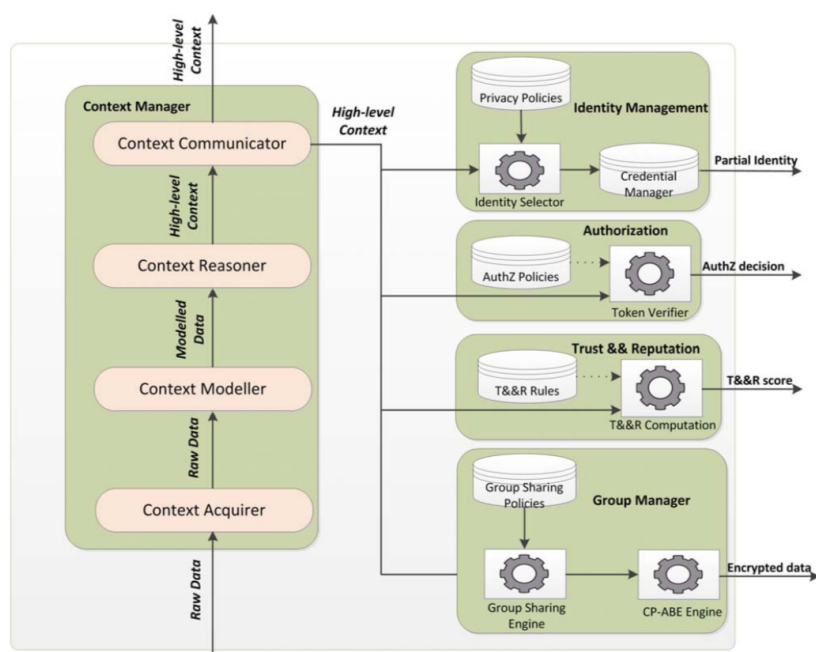 High-level
Context
Context Manager
Context Communicator
High-level
Context
Context Reasoner
Modelled
Data
Context Modeller
Raw Data
Context Acquirer
Raw Data
High-level
Context
Privacy Policies
Identity Management
Identity Selector
Credential
Manager
Partial Identity
Authorization
AuthZ Policies
Token Verifier
AuthZ decision
Trust && Reputation
T&&R Rules
T&&R Computation
T&&R score
Group Sharing
Policies
Group Manager
Group Sharing
Engine
CP-ABE Engine
Encrypted data